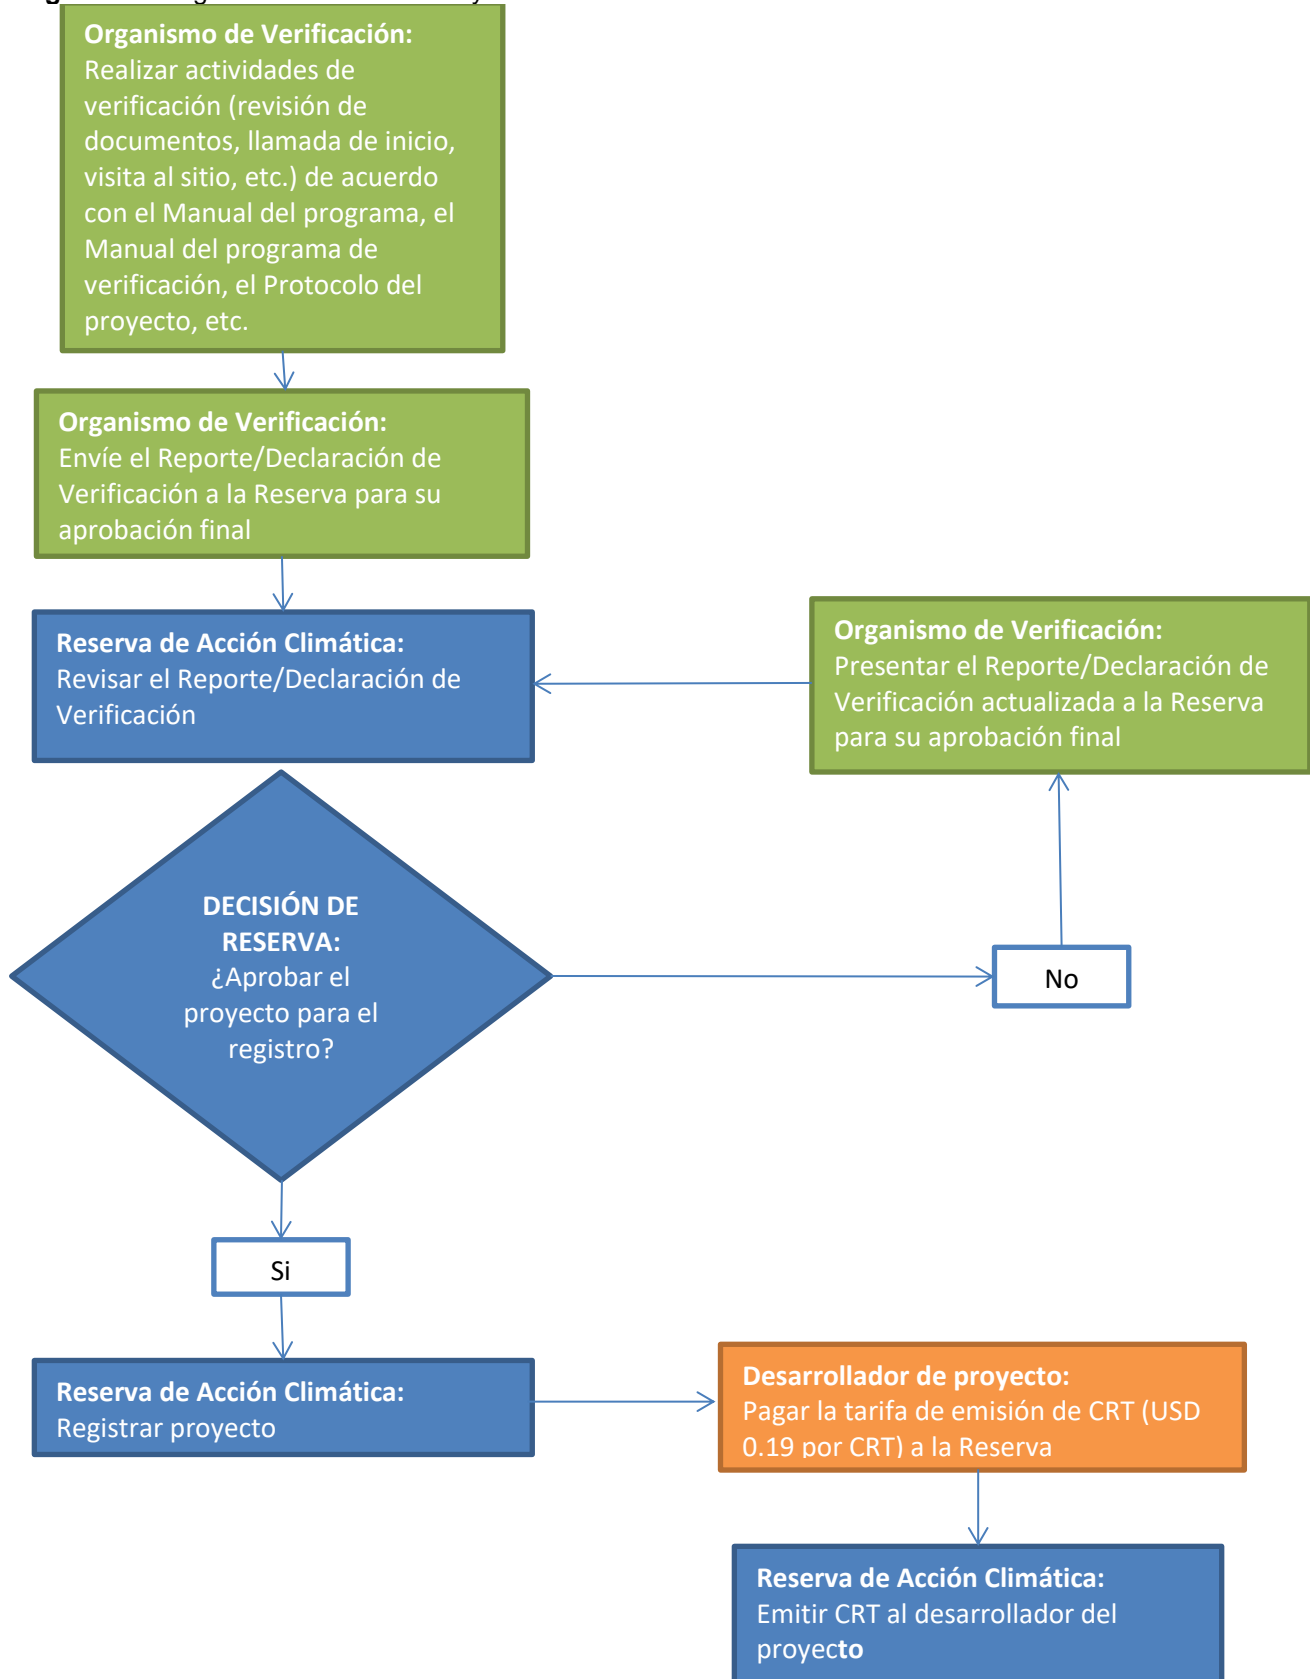 Organismo de Verificación:
Realizar actividades de
verificación (revisión de
documentos, llamada de inicio,
visita al sitio, etc.) de acuerdo
con el Manual del programa, el
Manual del programa de
verificación, el Protocolo del
proyecto, etc.
Organismo de Verificación:
Envíe el Reporte/Declaración de
Verificación a la Reserva para su
aprobación final
Reserva de Acción Climática:
Revisar el Reporte/Declaración de
Verificación
Organismo de Verificación:
Presentar el Reporte/Declaración de
Verificación actualizada a la Reserva
para su aprobación final
DECISIÓN DE
RESERVA:
¿Aprobar el
proyecto para el
registro?
No
Si
Reserva de Acción Climática:
Registrar proyecto
Desarrollador de proyecto:
Pagar la tarifa de emisión de CRT (USD
0.19 por CRT) a la Reserva
Reserva de Acción Climática:
Emitir CRT al desarrollador del
proyecto